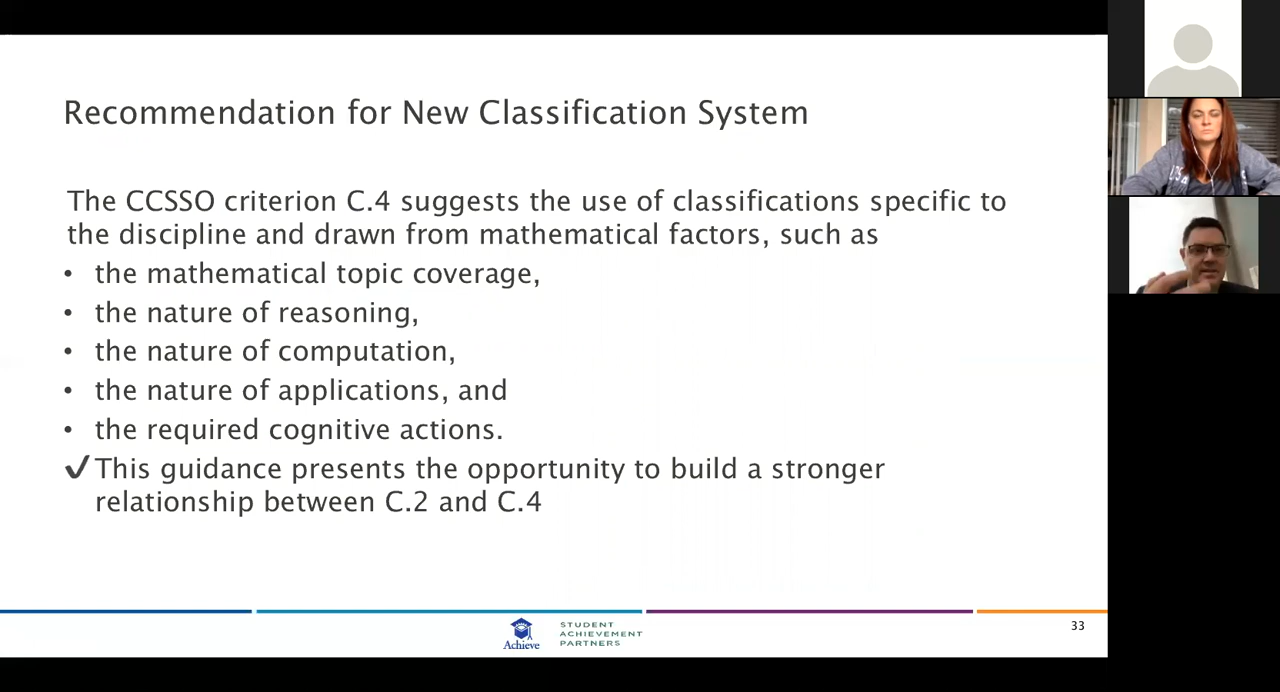 Recommendation for New Classification System
The CCSSO criterion C.4 suggests the use of classifications specific to
the discipline and drawn from mathematical factors, such as
• the mathematical topic coverage,
• the nature of reasoning,
• the nature of computation,
• the nature of applications, and
• the required cognitive actions.
✓This guidance presents the opportunity to build a stronger
relationship between C.2 and C.4
Achieve
STUDENT
ACHIEVEMENT
PARTNERS
33